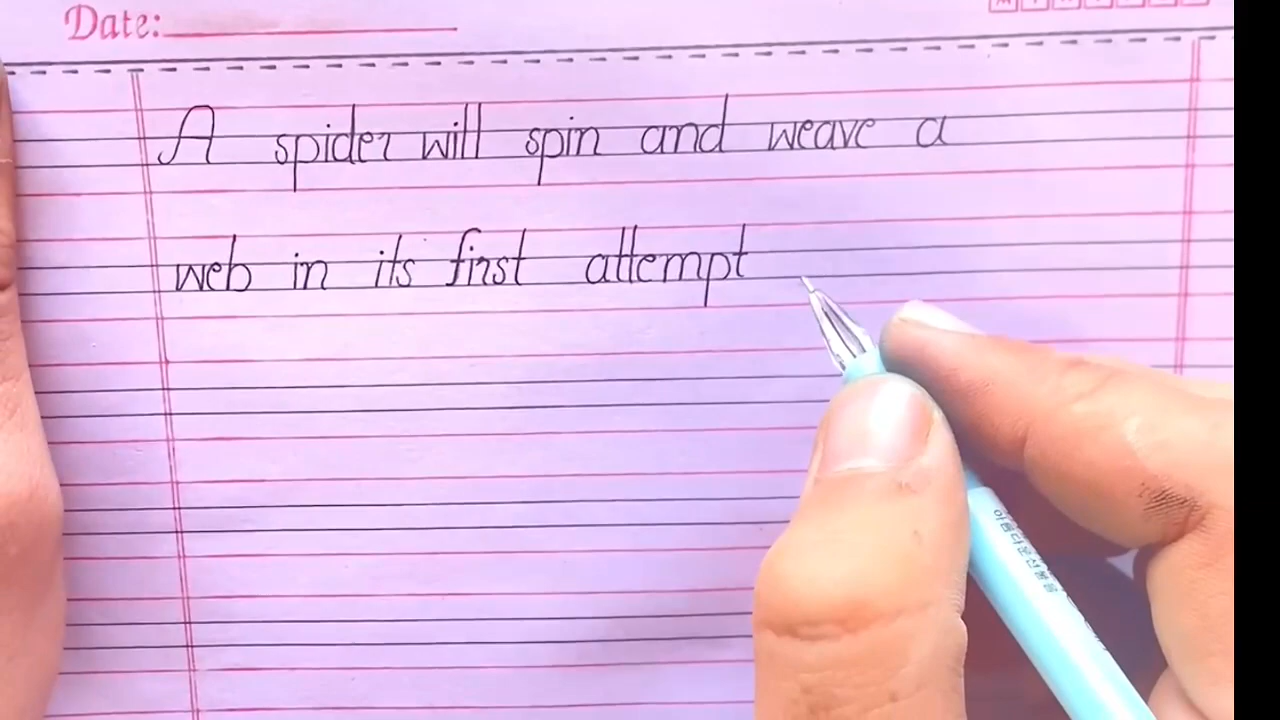 Date:
A spider will spin and weave a
web in its first attempt